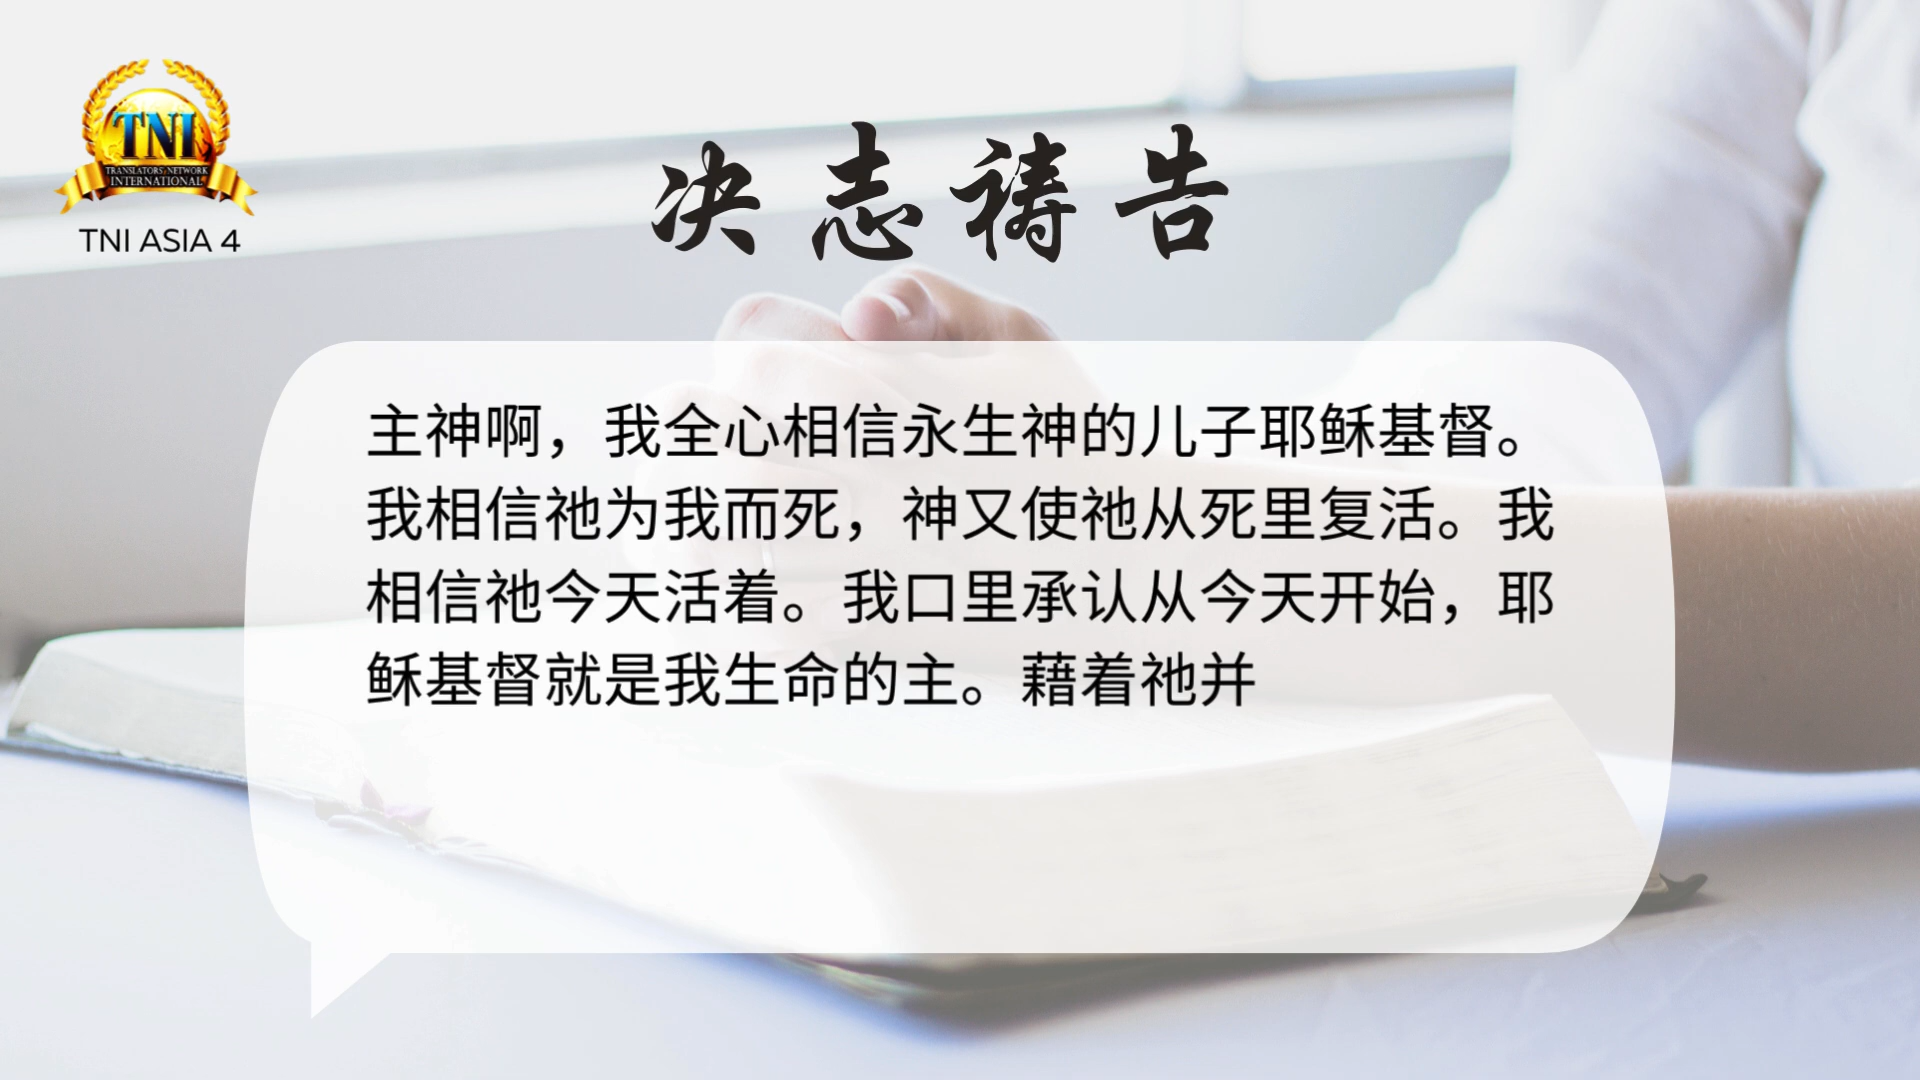 TNI
TRANSLATORS NETWORK
INTERNATIONAL
TNI ASIA 4
决志祷告
主神啊，我全心相信永生神的儿子耶稣基督。
我相信祂为我而死，神又使祂从死里复活。我
相信祂今天活着。我口里承认从今天开始，耶
稣基督就是我生命的主。藉着祂并